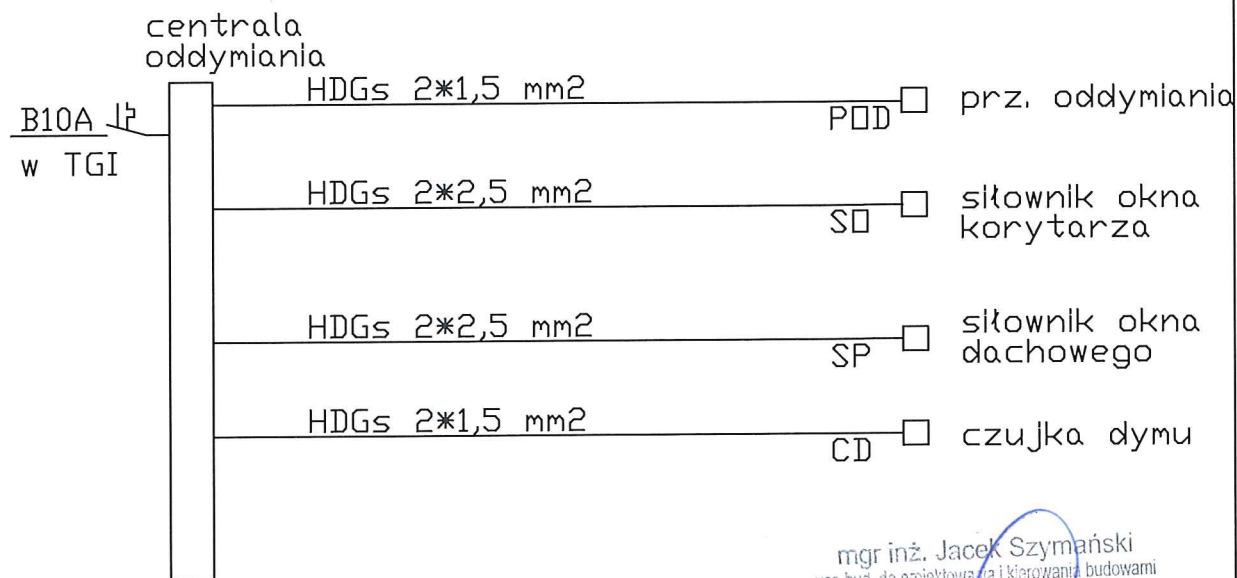 centrala
oddymiania
B10A
w TGI
HDGs 2*1,5 mm2
POD
prz. oddymiania
HDGs 2*2,5 mm2
SO
siłownik okna
korytarza
HDGs 2*2,5 mm2
SP
siłownik okna
dachowego
HDGs 2*1,5 mm2
CD
czujka dymu
mgr inż. Jacek Szymański
bud. do projektowania i kierowania budowami